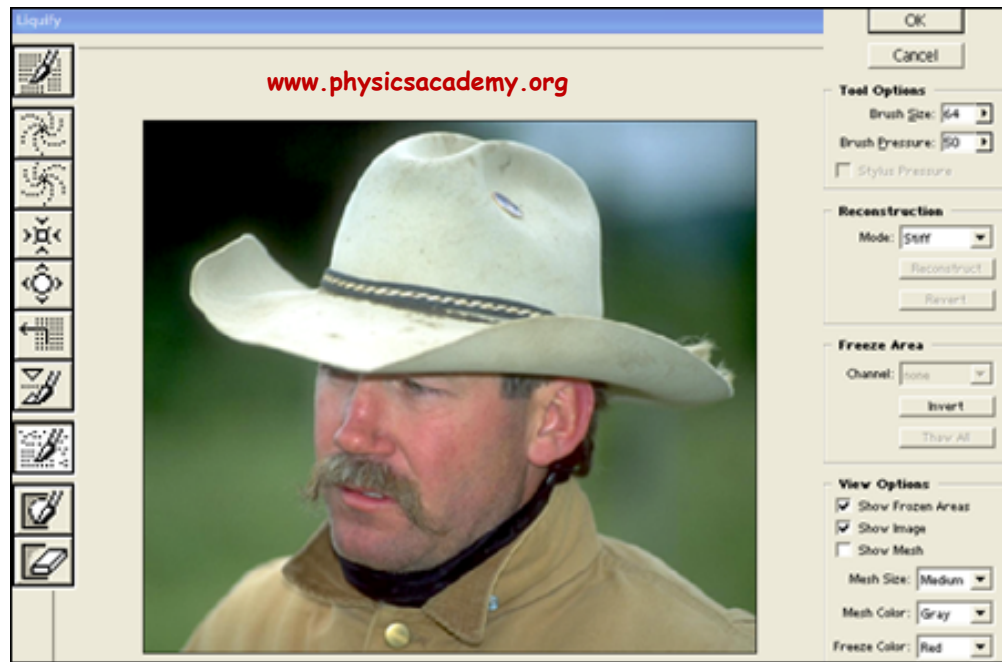 Liquify
www.physicsacademy.org
OK
Cancel
Tool Options
Brush Size: 64
Brush Pressure: 50
Stylus Pressure
Reconstruction
Mode: Stiff
Reconstruct
Revert
Freeze Area
Channel: none
Invert
Thaw All
View Options
Show Frozen Areas
Show Image
Show Mesh
Mesh Size: Medium
Mesh Color: Gray
Freeze Color: Red